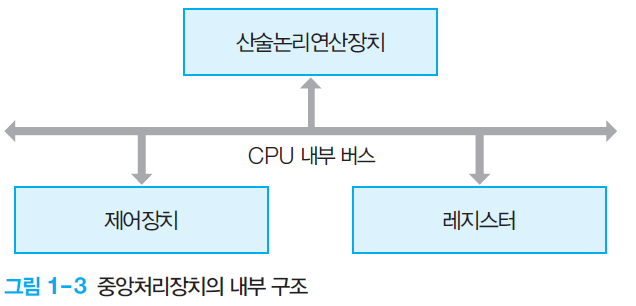 산술논리연산장치
CPU 내부 버스
제어장치
레지스터
그림 1-3 중앙처리장치의 내부 구조